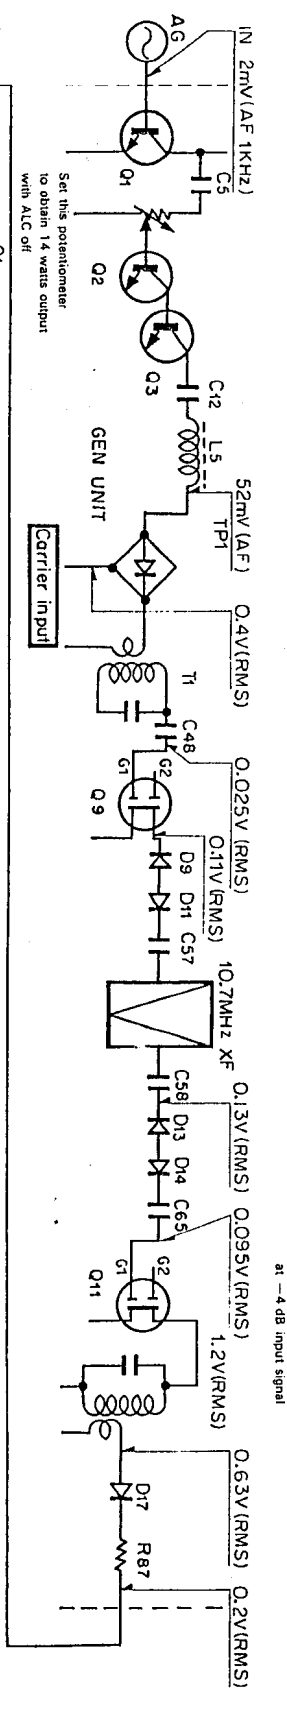 at −4 dB input signal
IN 2mV(AF 1KHz)
52mV(AF)
TP1
0.4V(RMS)
0.025V (RMS)
0.11V (RMS)
0.13V(RMS)
0.095V(RMS)
1.2V(RMS)
0.63V(RMS)
0.2V(RMS)
AG
Q1
C5
Q2
Q3
C12
L5
T1
C48
G1
G2
Q9
D9
D11
C57
10.7MHz XF
C58
D13
D14
C65
G1
G2
Q11
D17
R87
GEN UNIT
Carrier input
Set this potentiometer
to obtain 14 watts output
with ALC off